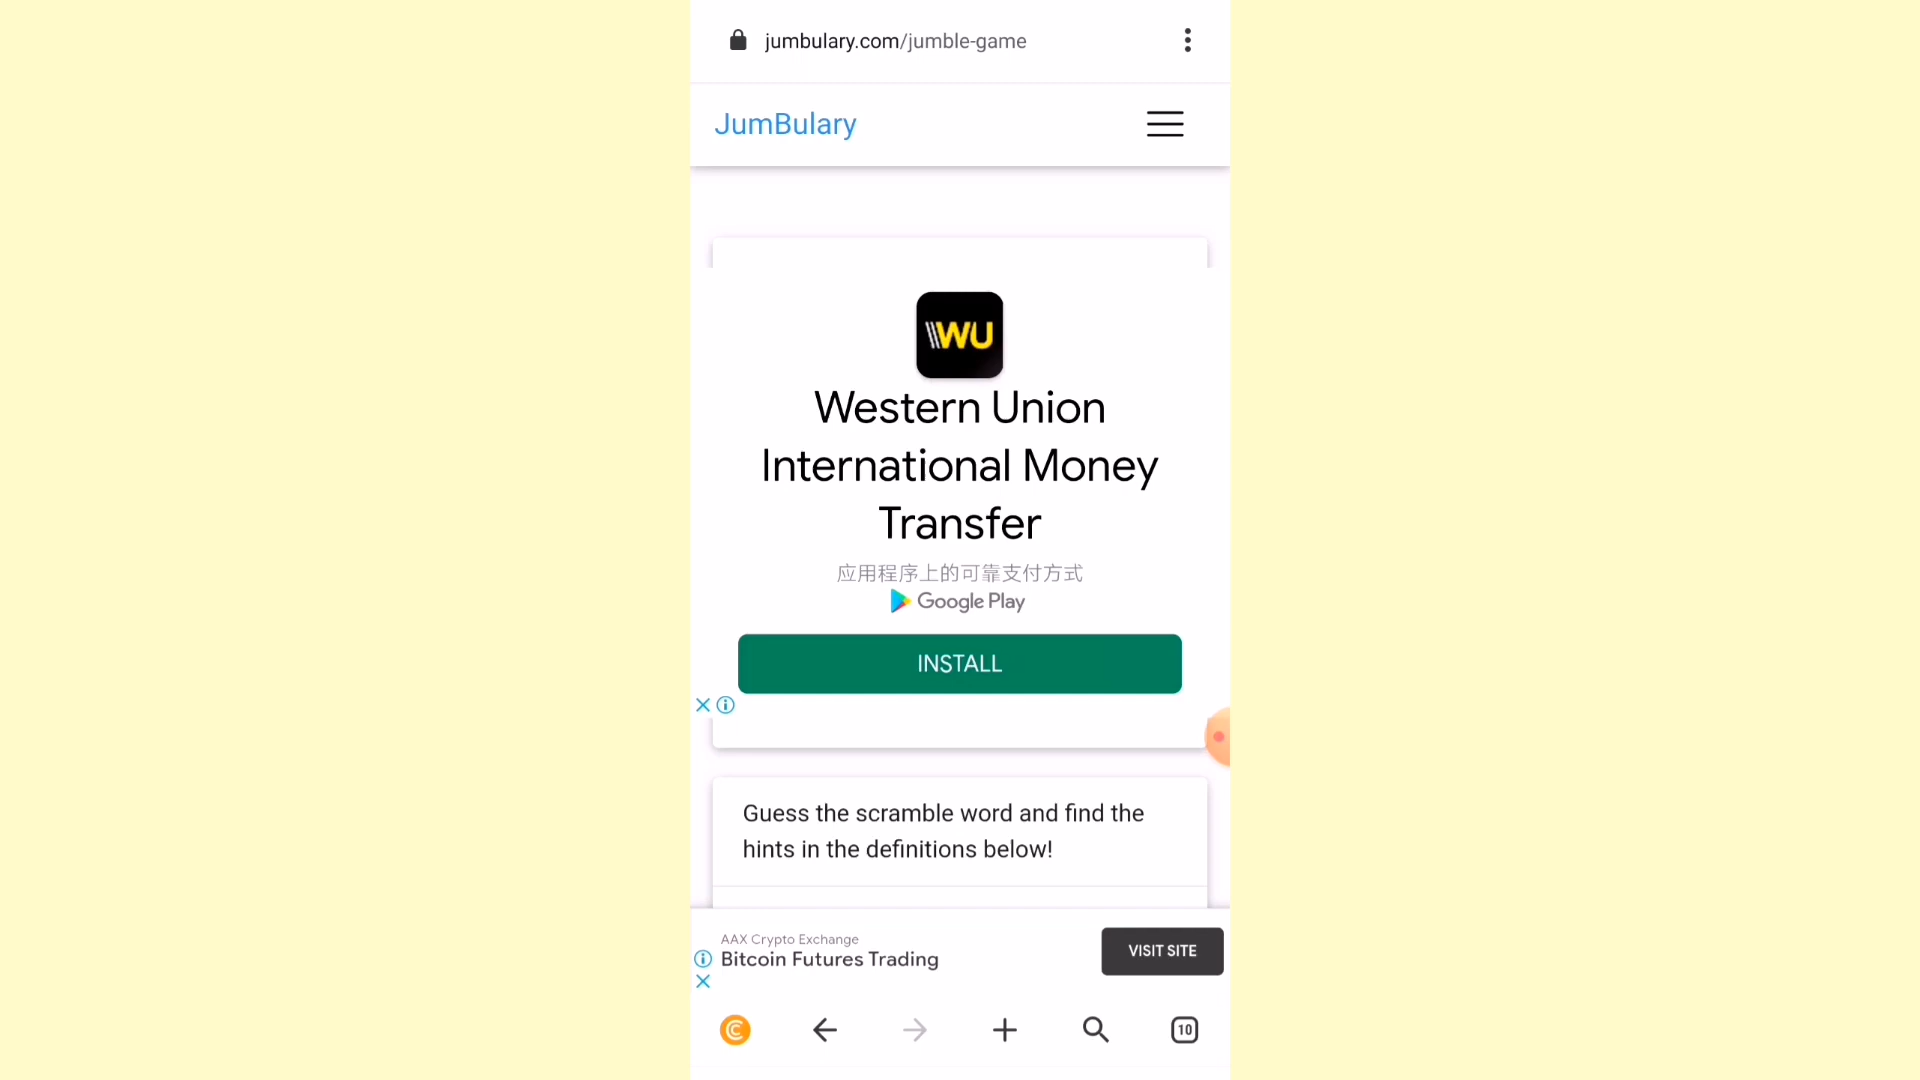 jumbulary.com/jumble-game
JumBulary
WU
Western Union
International Money
Transfer
应用程序上的可靠支付方式
Google Play
INSTALL
Guess the scramble word and find the
hints in the definitions below!
AAX Crypto Exchange
Bitcoin Futures Trading
VISIT SITE
10